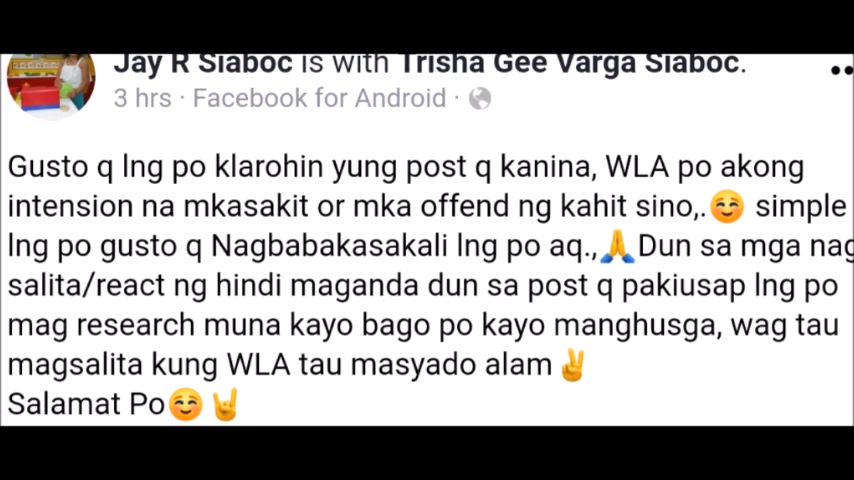 Jay R Siaboc is with Trisha Gee Varga Siaboc.
3 hrs · Facebook for Android ·
Gusto q lng po klarohin yung post q kanina, WLA po akong
intension na mkasakit or mka offend ng kahit sino,.☺️ simple
lng po gusto q Nagbabakasakali lng po aq.,🙏Dun sa mga nag
salita/react ng hindi maganda dun sa post q pakiusap lng po
mag research muna kayo bago po kayo manghusga, wag tau
magsalita kung WLA tau masyado alam✌️
Salamat Po☺️🤘